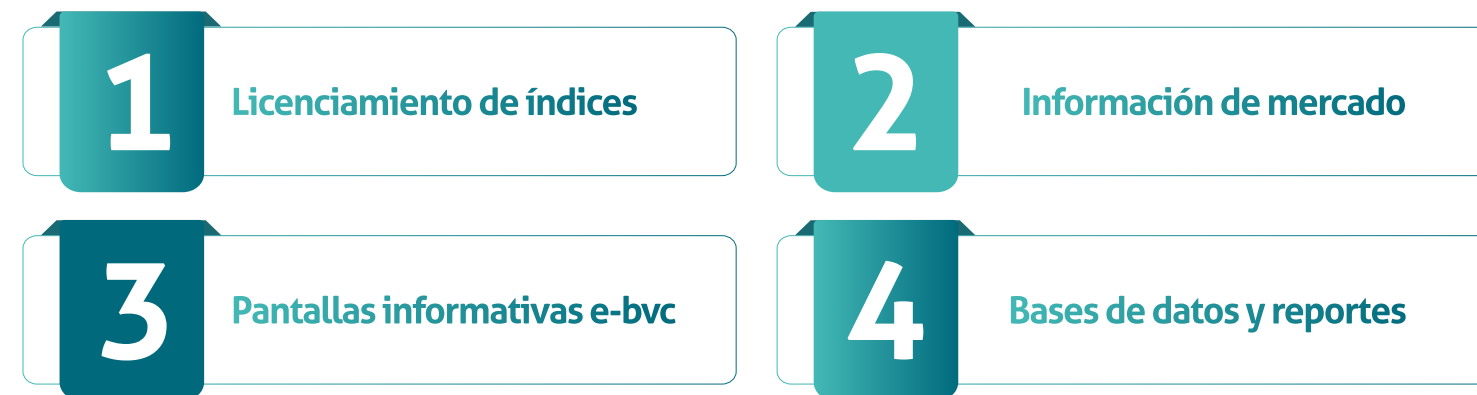 1
Licenciamiento de índices
2
Información de mercado
3
Pantallas informativas e-bvc
4
Bases de datos y reportes